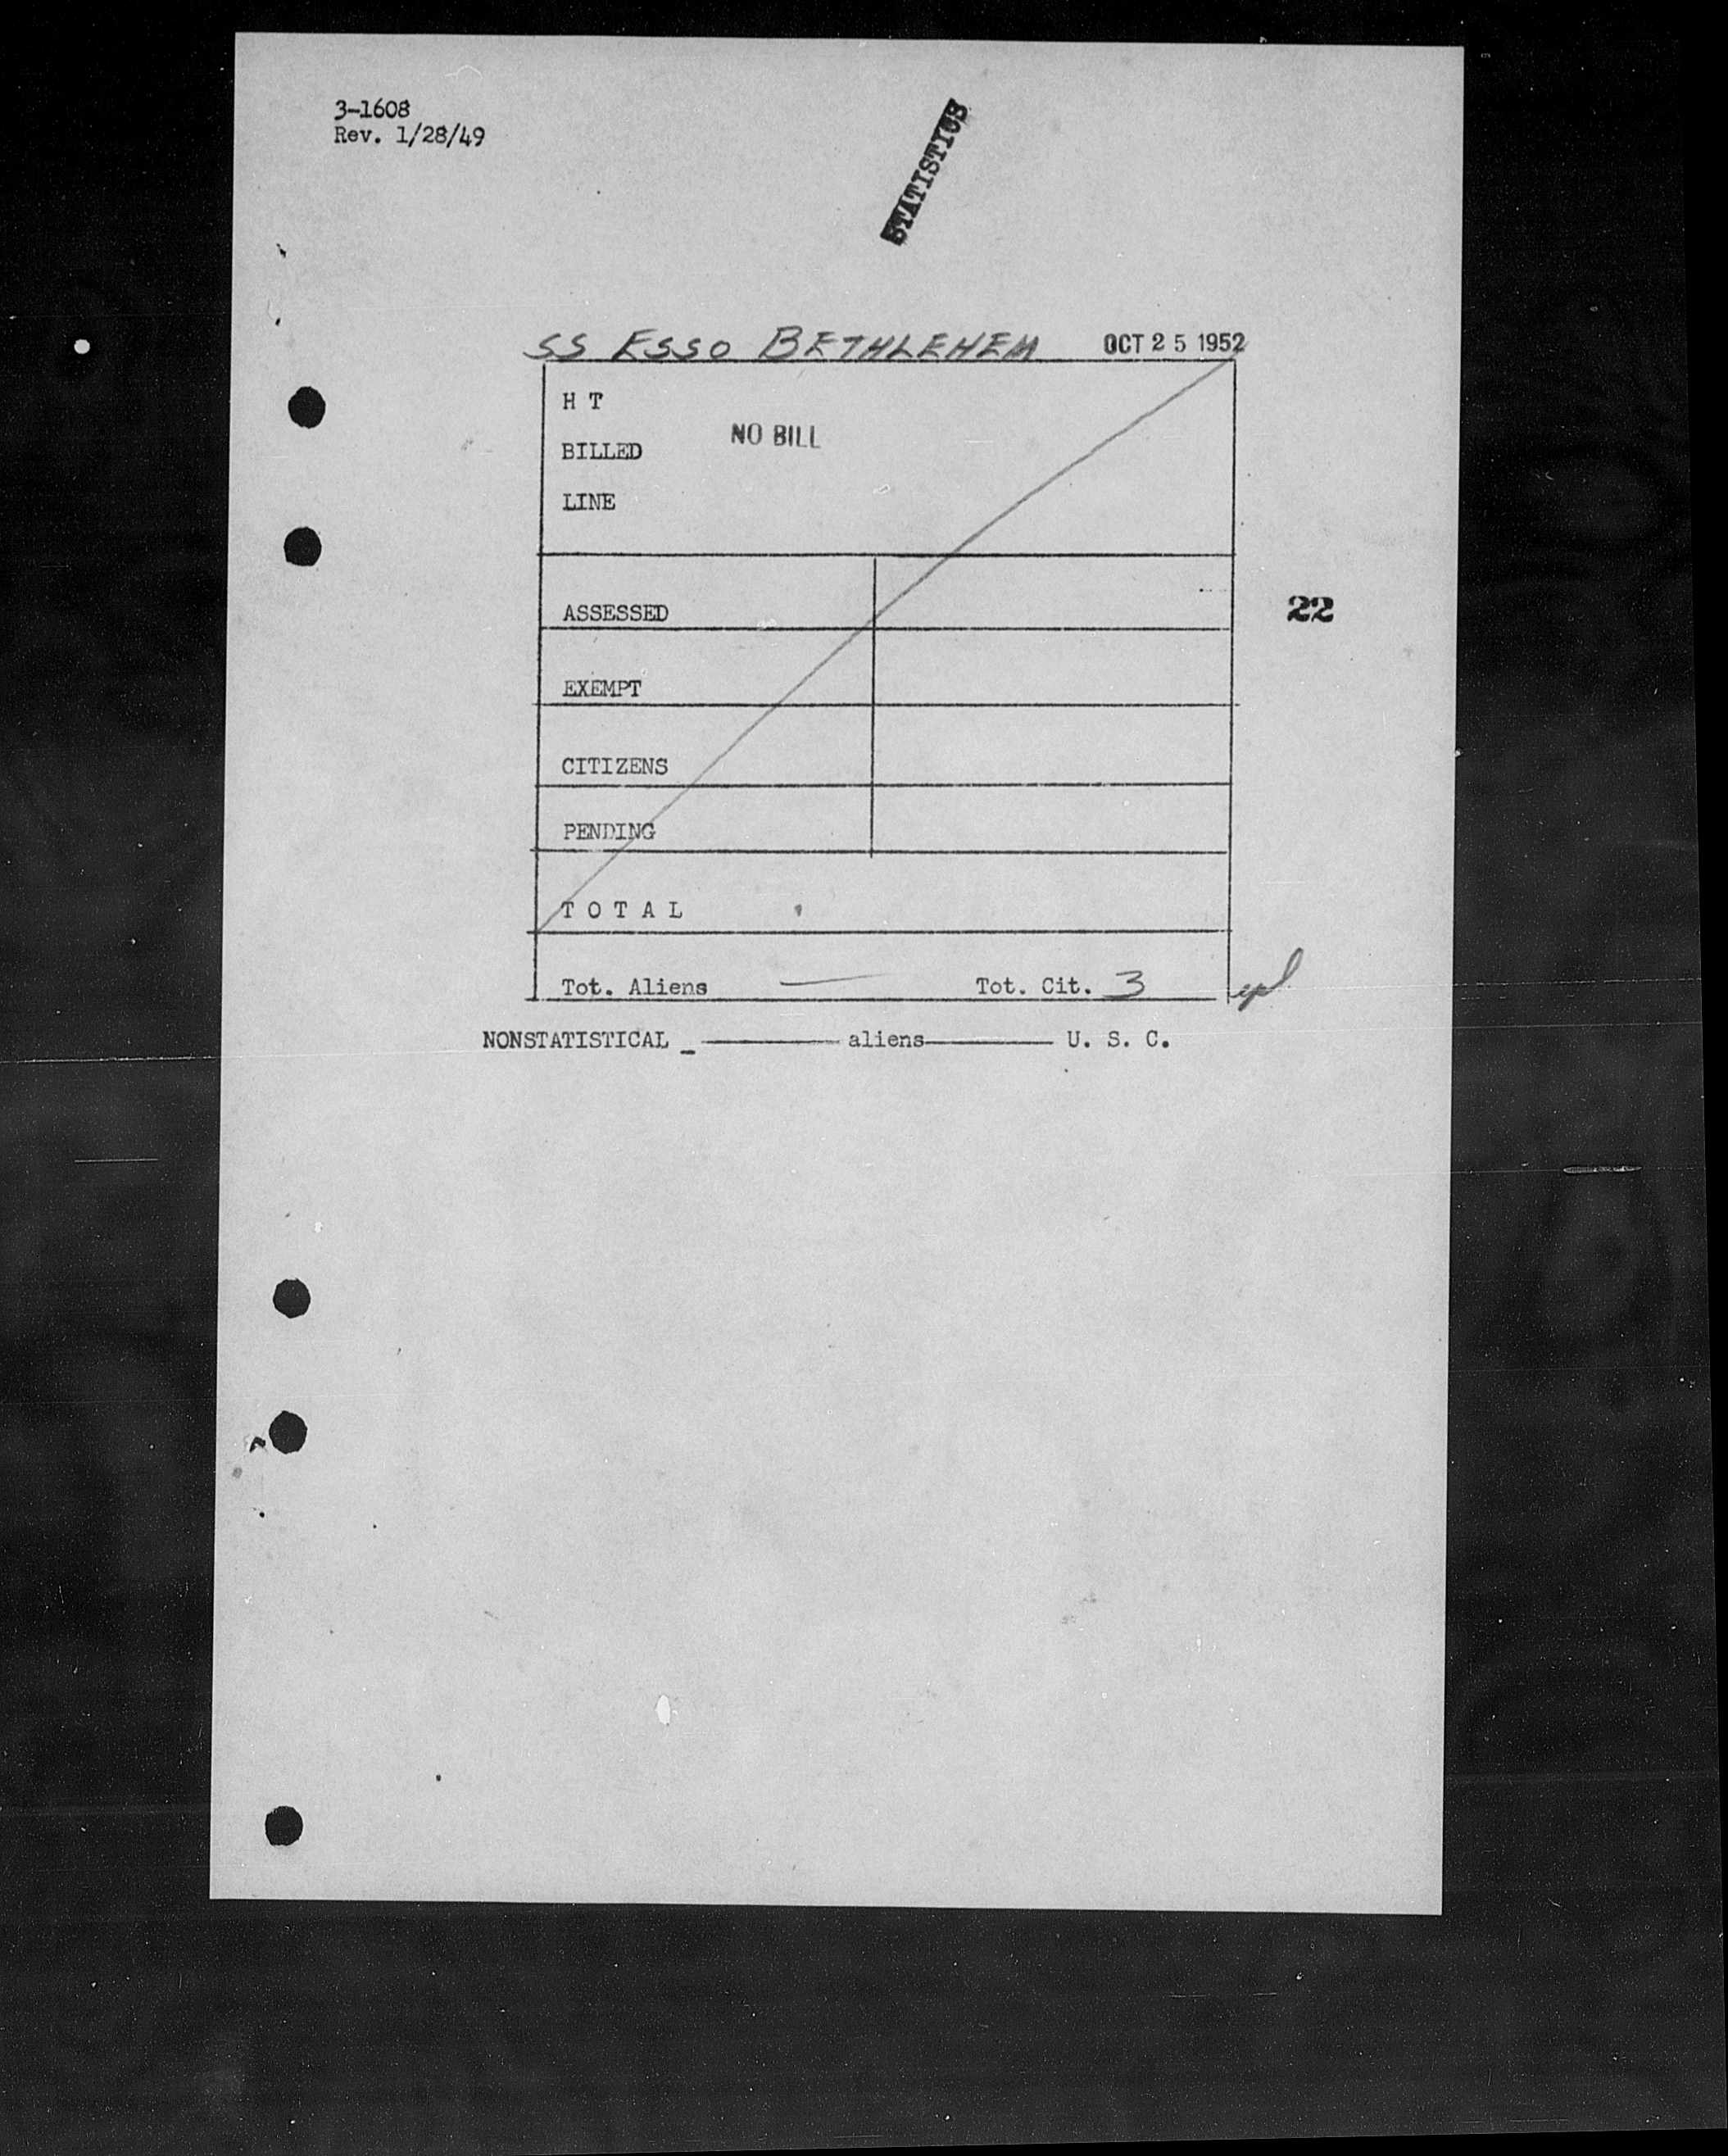 3-1608
Rev. 1/28/49
STATISTICS
SS ESSO BETHLEHEM OCT 25 1952
H T
NO BILL
BILLED
LINE
ASSESSED
22
EXEMPT
CITIZENS
PENDING
T O T A L
Tot. Aliens — Tot. Cit. 3
NONSTATISTICAL _ ———— aliens ———— U. S. C.